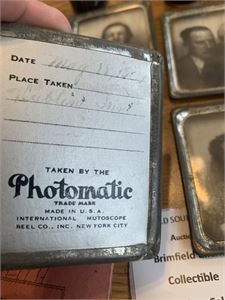 DATE May
PLACE TAKEN
TAKEN BY THE
Photomatic
TRADE MARK
MADE IN U.S.A.
INTERNATIONAL MUTOSCOPE
REEL CO., INC. NEW YORK CITY
Brimfield
Collectible